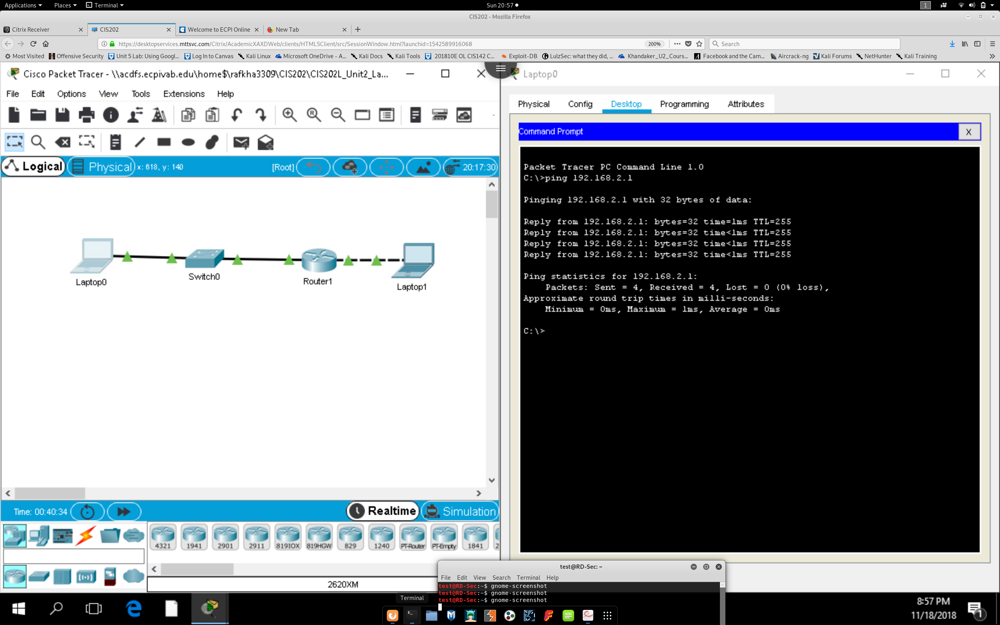 Applications
Places
Terminal
Sun 20:57
1
CIS202 - Mozilla Firefox
Citrix Receiver
CIS202
Welcome to ECPI Online
New Tab
https://desktopservices.mttsvc.com/Citrix/AcademicXAXDWeb/clients/HTML5Client/src/SessionWindow.html?launchid=1542589916068
200%
Search
Most Visited
Offensive Security
Unit 5 Lab: Using Googl...
Log In to Canvas
Kali Linux
Microsoft OneDrive - A...
Kali Docs
Kali Tools
201810E OL CIS142 C...
Exploit-DB
LulzSec: what they did, ...
Khandaker_U2_Cours...
Facebook and the Cam...
Aircrack-ng
Kali Forums
NetHunter
Kali Training
Cisco Packet Tracer - \\acdfs.ecpivab.edu\home$\rafkha3309\CIS202\CIS202L_Unit2_La...
File Edit Options View Tools Extensions Help
Logical
Physical
x: 618, y: 140
[Root]
20:17:30
Laptop0
Switch0
Router1
Laptop1
Time: 00:40:34
Realtime
Simulation
4321
1941
2901
2911
819IOX
819HGW
829
1240
PT-Router
PT-Empty
1841
2
2620XM
Laptop0
Physical Config Desktop Programming Attributes
Command Prompt
X
Packet Tracer PC Command Line 1.0
C:\>ping 192.168.2.1
Pinging 192.168.2.1 with 32 bytes of data:
Reply from 192.168.2.1: bytes=32 time=1ms TTL=255
Reply from 192.168.2.1: bytes=32 time<1ms TTL=255
Reply from 192.168.2.1: bytes=32 time<1ms TTL=255
Reply from 192.168.2.1: bytes=32 time<1ms TTL=255
Ping statistics for 192.168.2.1:
Packets: Sent = 4, Received = 4, Lost = 0 (0% loss),
Approximate round trip times in milli-seconds:
Minimum = 0ms, Maximum = 1ms, Average = 0ms
C:\>
test@RD-Sec: ~
File Edit View Search Terminal Help
test@RD-Sec:~$ gnome-screenshot
test@RD-Sec:~$ gnome-screenshot
test@RD-Sec:~$ gnome-screenshot
Terminal
8:57 PM
11/18/2018
1